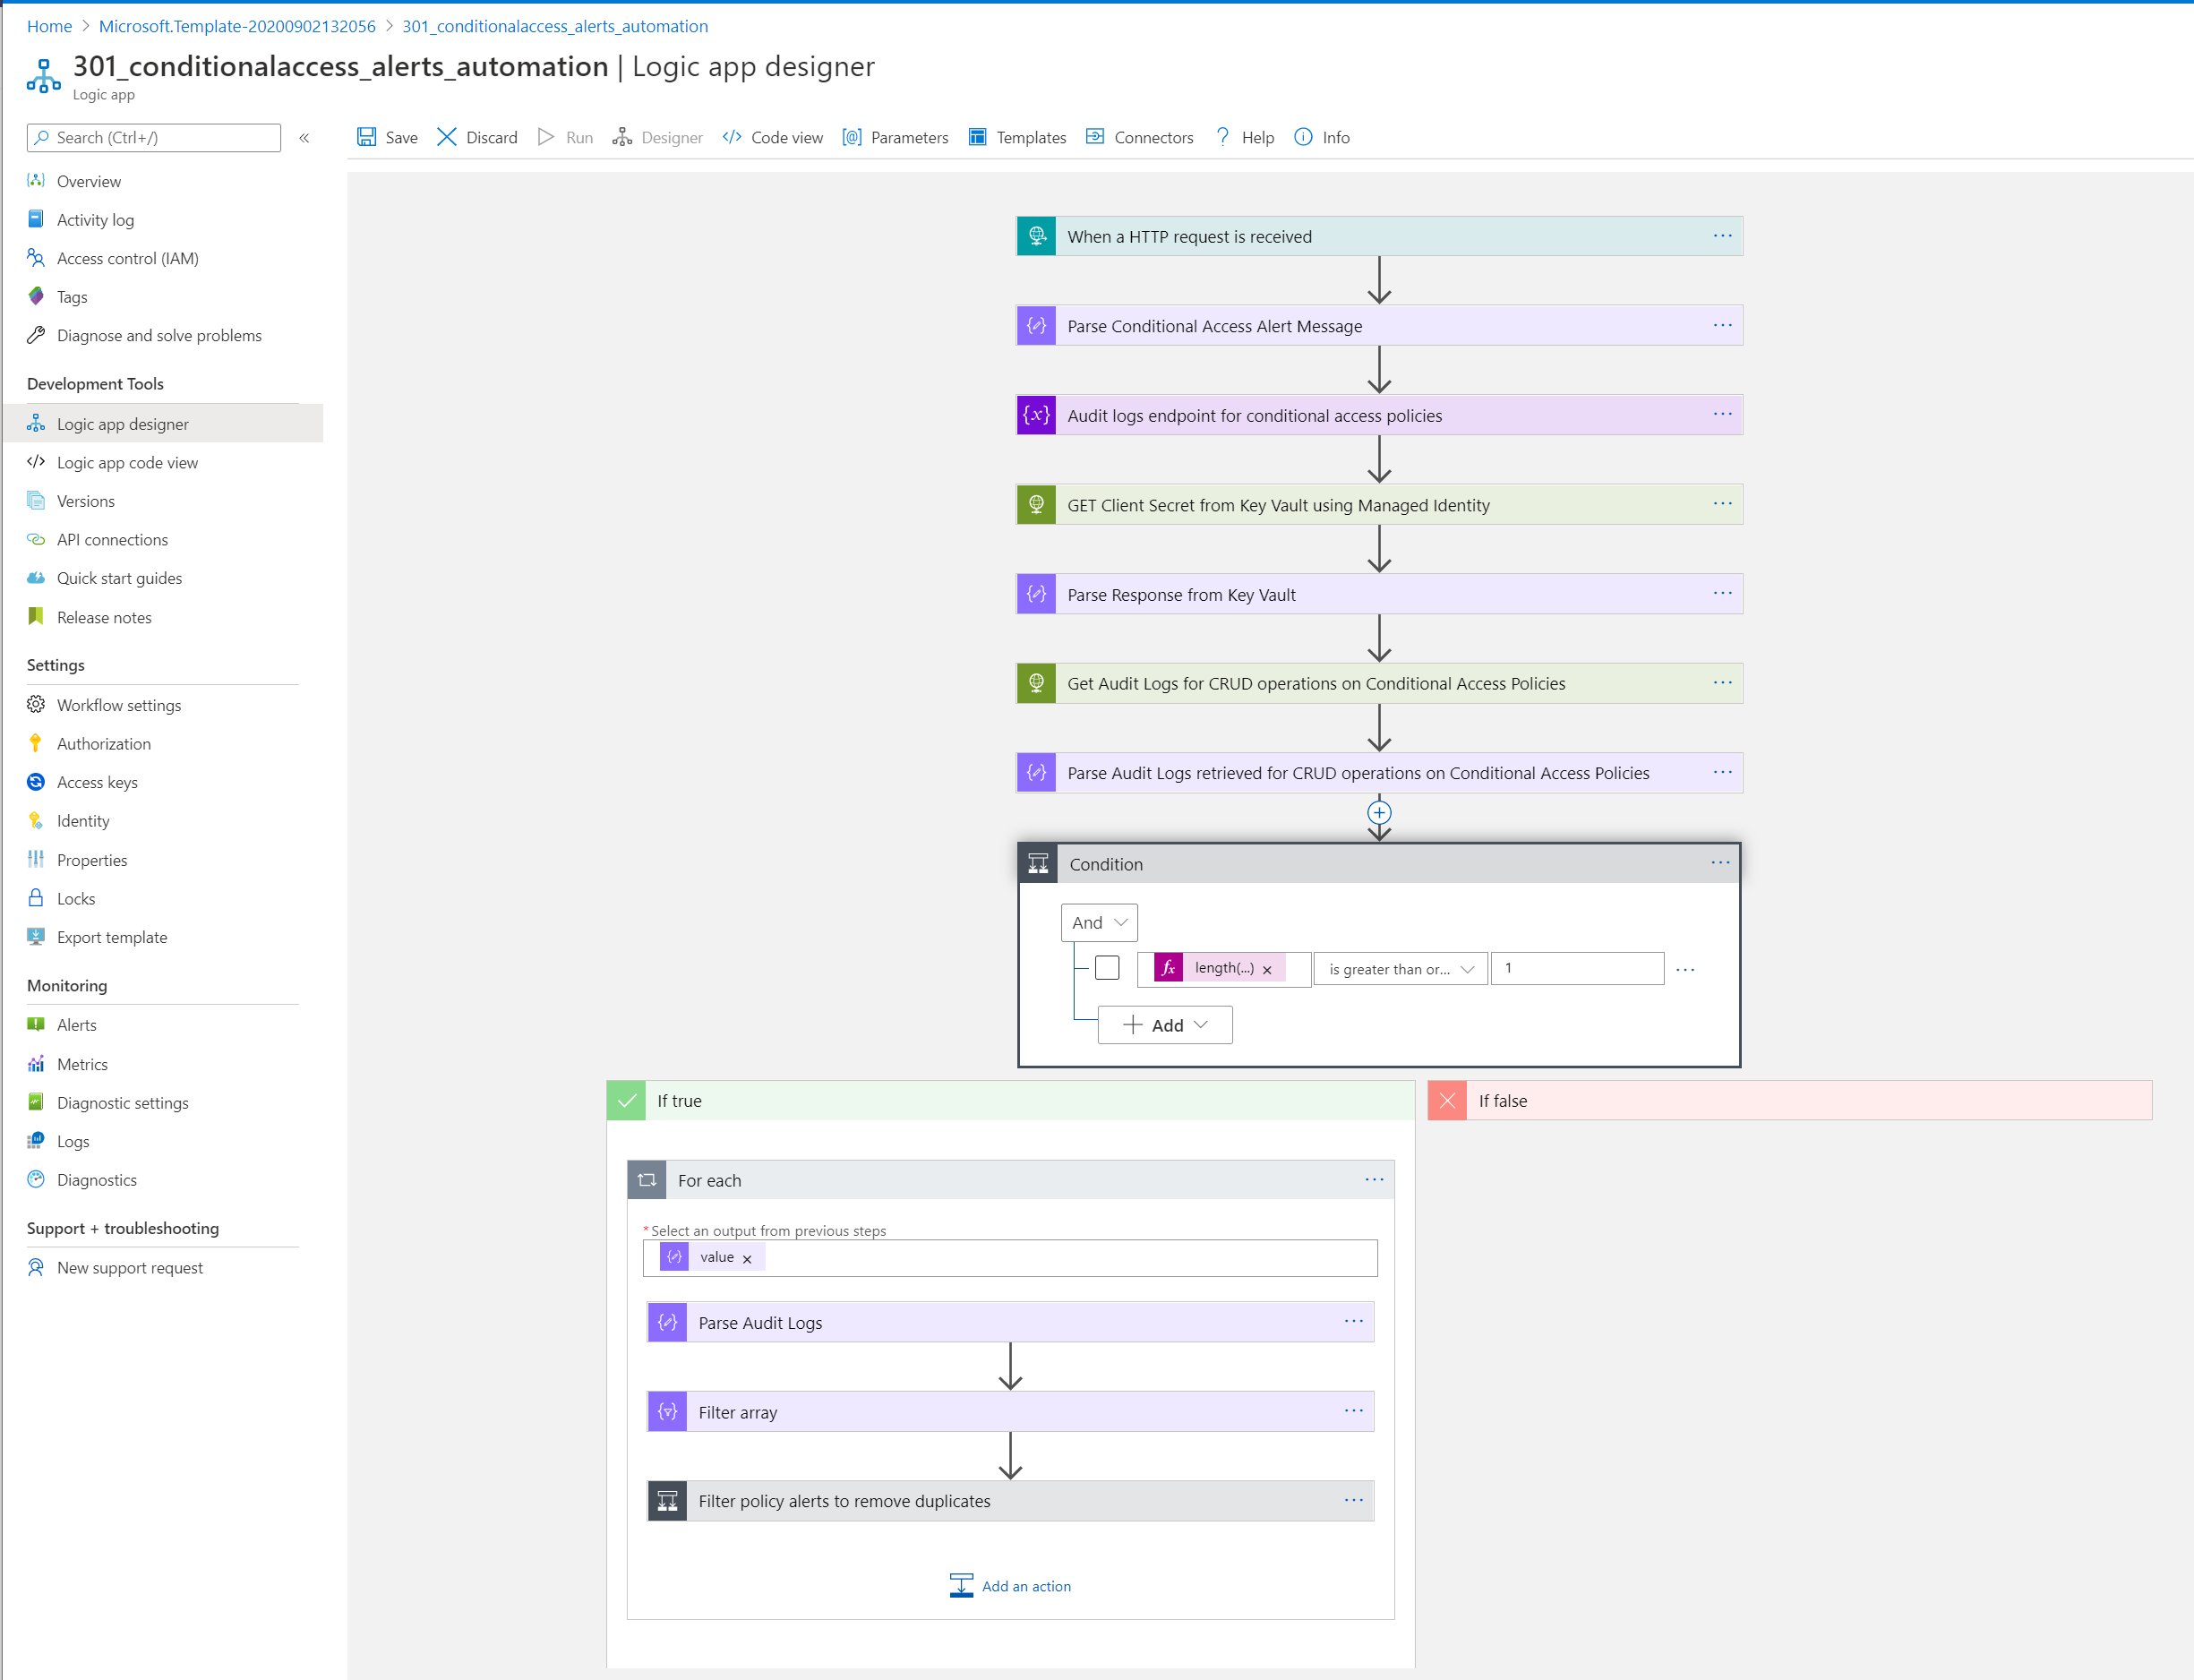 Home > Microsoft.Template-20200902132056 > 301_conditionalaccess_alerts_automation
301_conditionalaccess_alerts_automation | Logic app designer
Logic app
Search (Ctrl+/)
«
Save
Discard
Run
Designer
Code view
Parameters
Templates
Connectors
Help
Info
Overview
Activity log
Access control (IAM)
Tags
Diagnose and solve problems
Development Tools
Logic app designer
Logic app code view
Versions
API connections
Quick start guides
Release notes
Settings
Workflow settings
Authorization
Access keys
Identity
Properties
Locks
Export template
Monitoring
Alerts
Metrics
Diagnostic settings
Logs
Diagnostics
Support + troubleshooting
New support request
When a HTTP request is received
Parse Conditional Access Alert Message
Audit logs endpoint for conditional access policies
GET Client Secret from Key Vault using Managed Identity
Parse Response from Key Vault
Get Audit Logs for CRUD operations on Conditional Access Policies
Parse Audit Logs retrieved for CRUD operations on Conditional Access Policies
Condition
And
fx length(...) × is greater than or... 1
Add
If true
If false
For each
* Select an output from previous steps
value ×
Parse Audit Logs
Filter array
Filter policy alerts to remove duplicates
Add an action